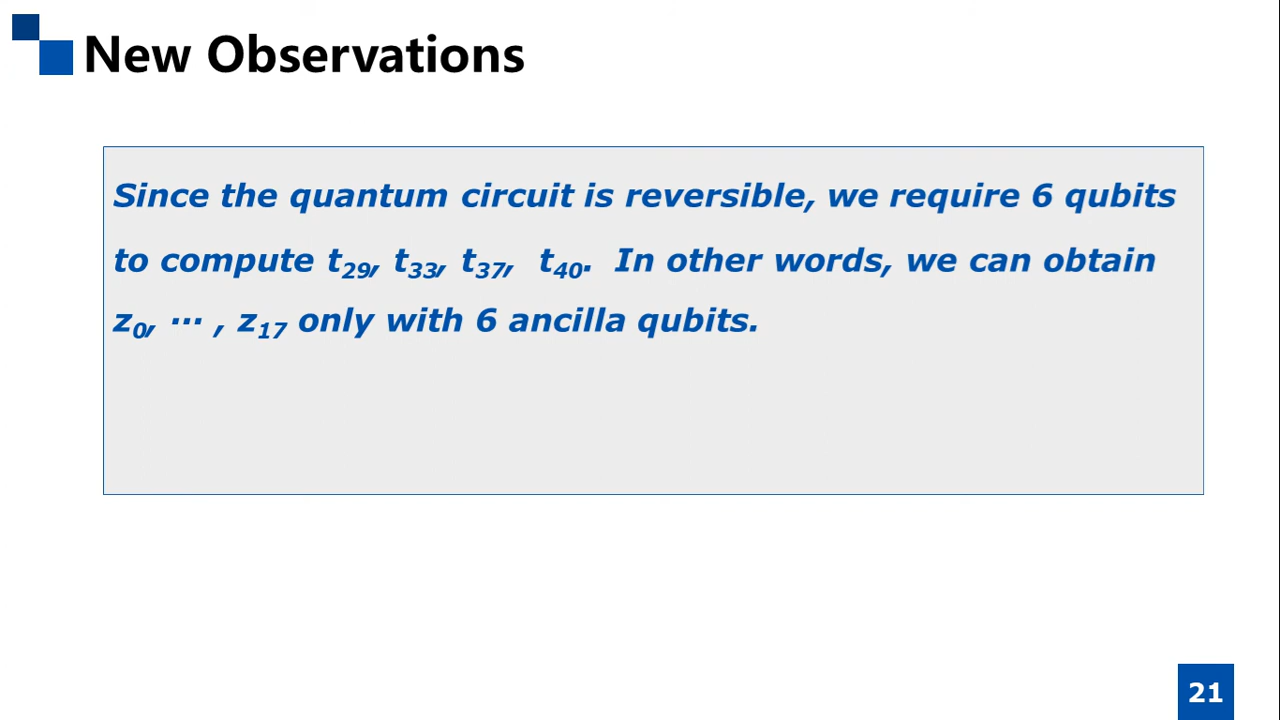 New Observations
Since the quantum circuit is reversible, we require 6 qubits
to compute t₂₉, t₃₃, t₃₇, t₄₀. In other words, we can obtain
z₀, ⋯ , z₁₇ only with 6 ancilla qubits.
21